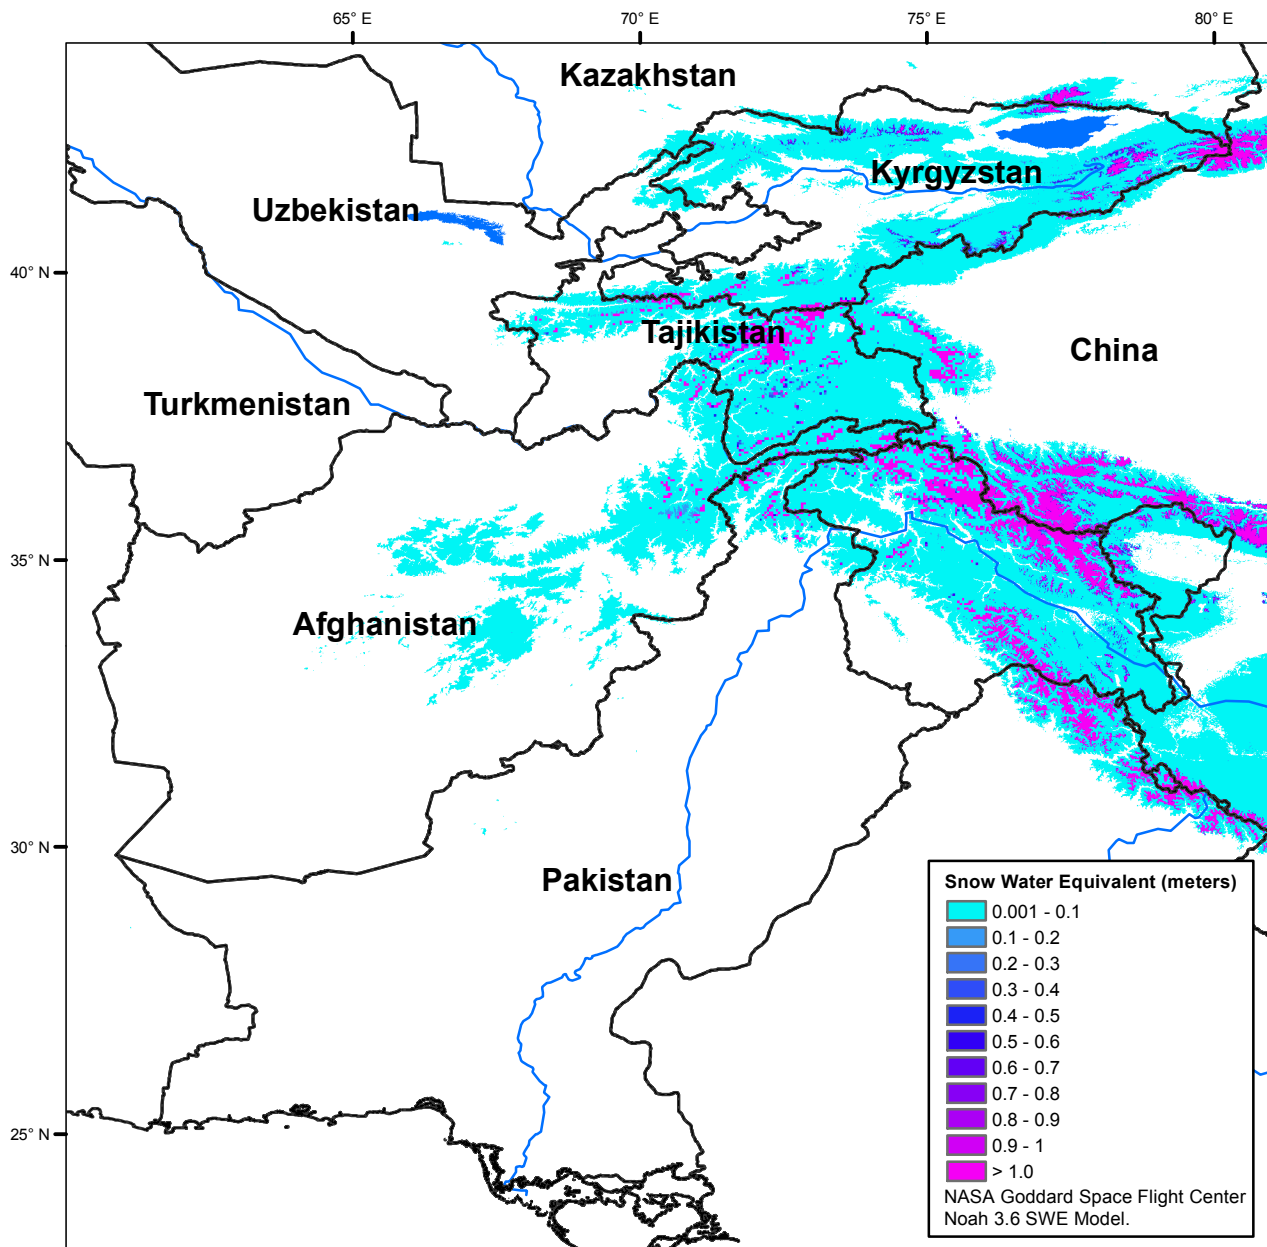 65° E
70° E
75° E
80° E
Kazakhstan
Kyrgyzstan
Uzbekistan
40° N
Tajikistan
China
Turkmenistan
35° N
Afghanistan
30° N
Pakistan
25° N
Snow Water Equivalent (meters)
0.001 - 0.1
0.1 - 0.2
0.2 - 0.3
0.3 - 0.4
0.4 - 0.5
0.5 - 0.6
0.6 - 0.7
0.7 - 0.8
0.8 - 0.9
0.9 - 1
> 1.0
NASA Goddard Space Flight Center
Noah 3.6 SWE Model.